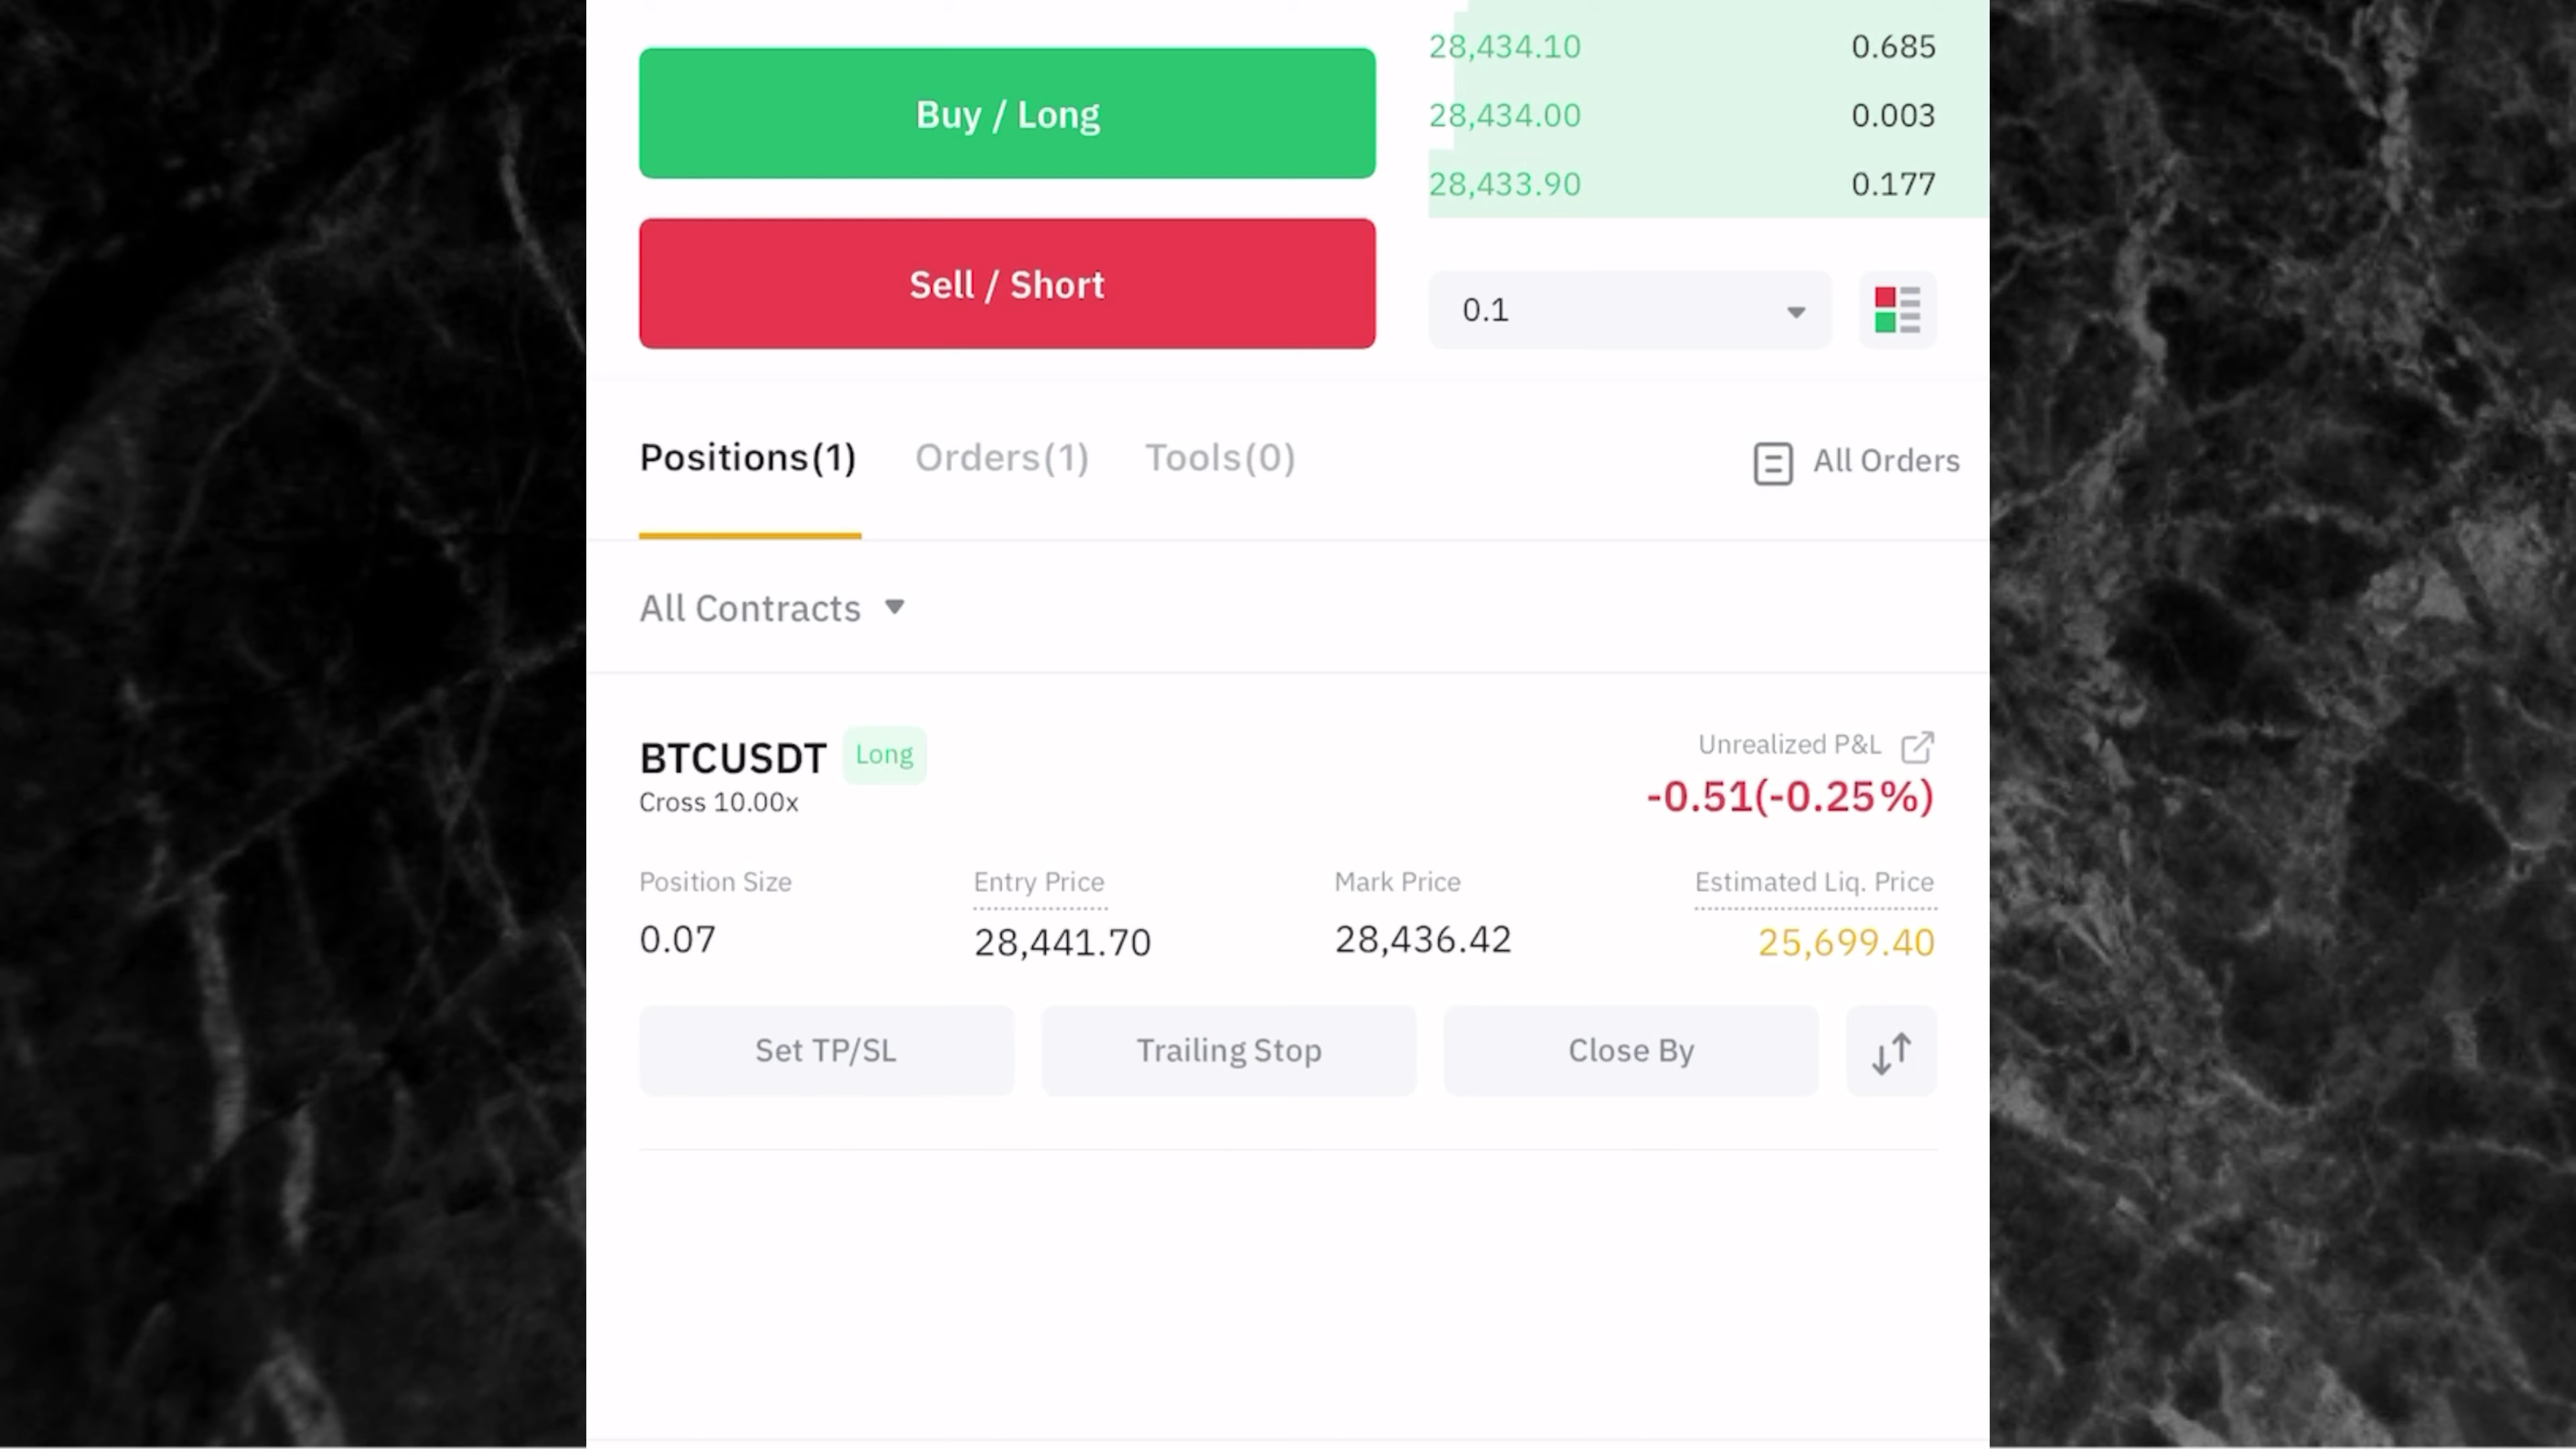 28,434.10 0.685
Buy / Long
28,434.00 0.003
28,433.90 0.177
Sell / Short
0.1
Positions(1) Orders(1) Tools(0) All Orders
All Contracts
BTCUSDT Long
Cross 10.00x
Unrealized P&L
-0.51(-0.25%)
Position Size Entry Price Mark Price Estimated Liq. Price
0.07 28,441.70 28,436.42 25,699.40
Set TP/SL Trailing Stop Close By